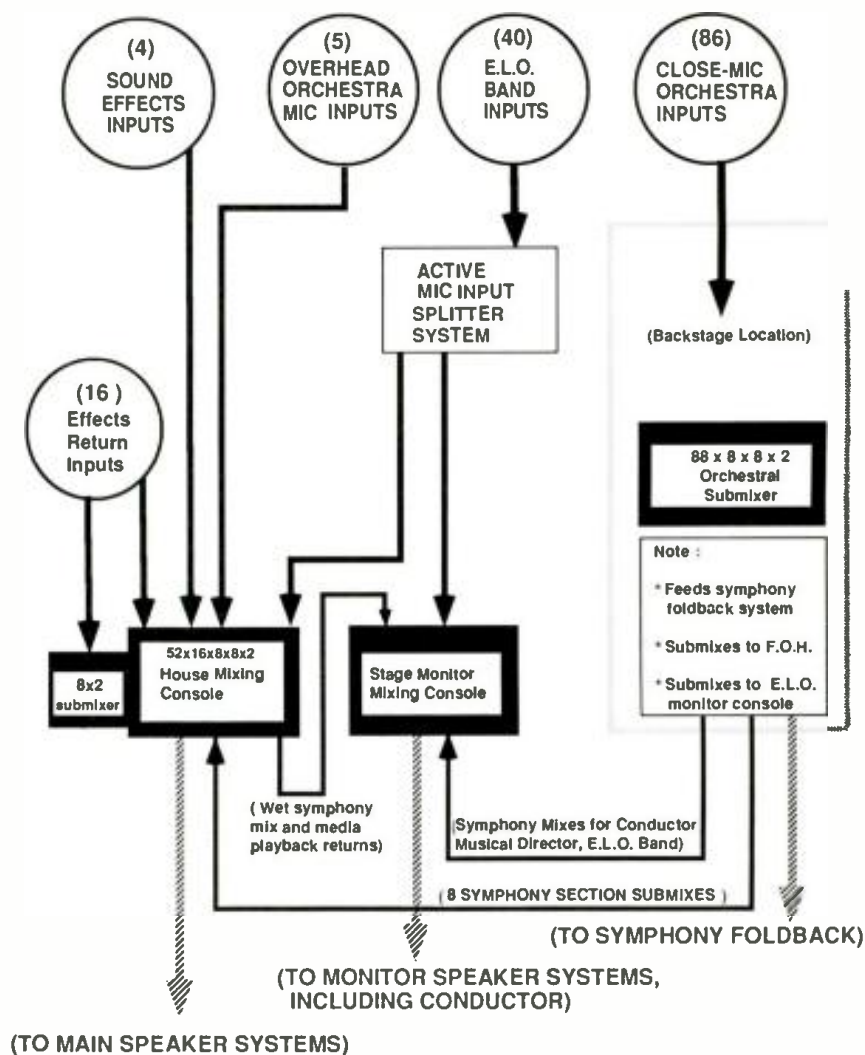 (4)
SOUND
EFFECTS
INPUTS
(5)
OVERHEAD
ORCHESTRA
MIC INPUTS
(40)
E.L.O.
BAND
INPUTS
(86)
CLOSE-MIC
ORCHESTRA
INPUTS
ACTIVE
MIC INPUT
SPLITTER
SYSTEM
(Backstage Location)
(16 )
Effects
Return
Inputs
88 x 8 x 8 x 2
Orchestral
Submixer
Note :
* Feeds symphony
foldback system
* Submixes to F.O.H.
* Submixes to E.L.O.
monitor console
8x2
submixer
52x16x8x8x2
House Mixing
Console
Stage Monitor
Mixing Console
( Wet symphony
mix and media
playback returns)
(Symphony Mixes for Conductor
Musical Director, E.L.O. Band)
( 8 SYMPHONY SECTION SUBMIXES )
(TO SYMPHONY FOLDBACK)
(TO MONITOR SPEAKER SYSTEMS,
INCLUDING CONDUCTOR)
(TO MAIN SPEAKER SYSTEMS)